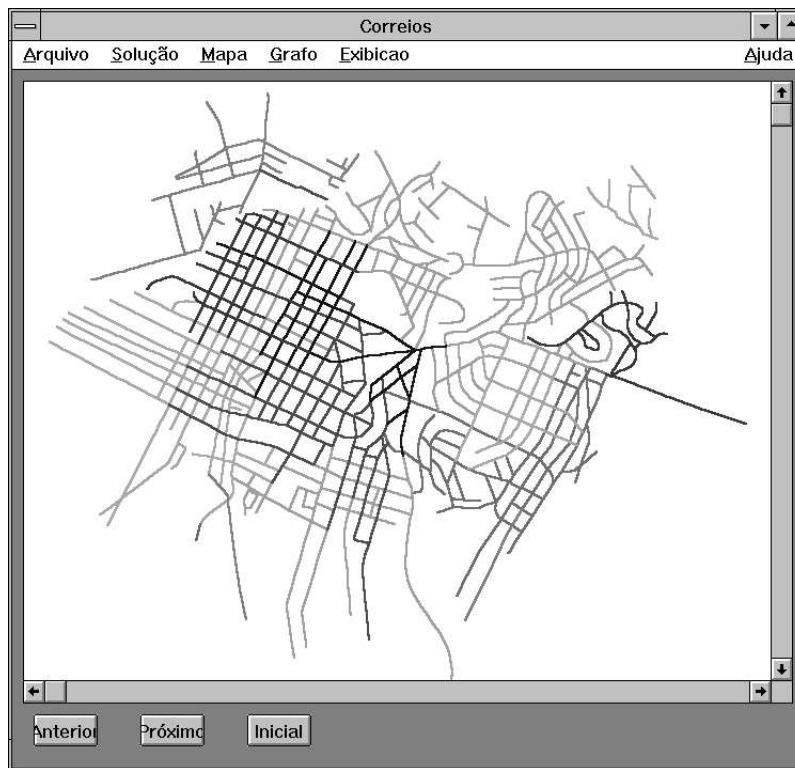 Correios
Arquivo Solução Mapa Grafo Exibicao Ajuda
Anterior Próximo Inicial